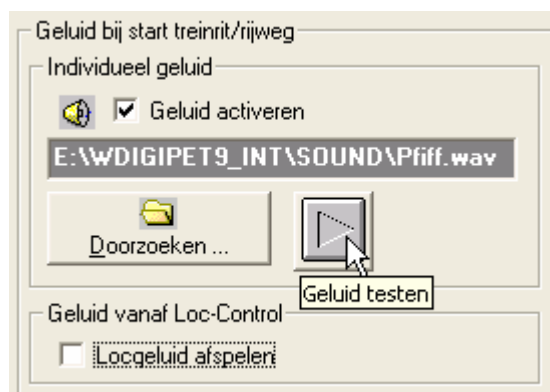 Geluid bij start treinrit/rijweg
Individueel geluid
Geluid activeren
E:\WDIGIPET9_INT\SOUND\Pfiff.wav
Doorzoeken ...
Geluid testen
Geluid vanaf Loc-Control
Locgeluid afspelen